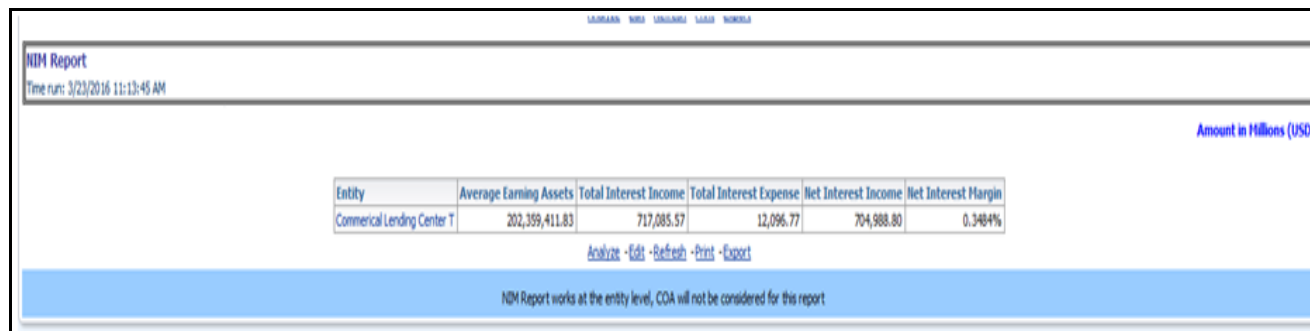 NIM Report
Time run: 3/23/2016 11:13:45 AM
Amount in Millions (USD
Entity Average Earning Assets Total Interest Income Total Interest Expense Net Interest Income Net Interest Margin
Commerical Lending Center T 202,359,411.83 717,085.57 12,096.77 704,988.80 0.3484%
Analyze - Edit - Refresh - Print - Export
NIM Report works at the entity level, COA will not be considered for this report